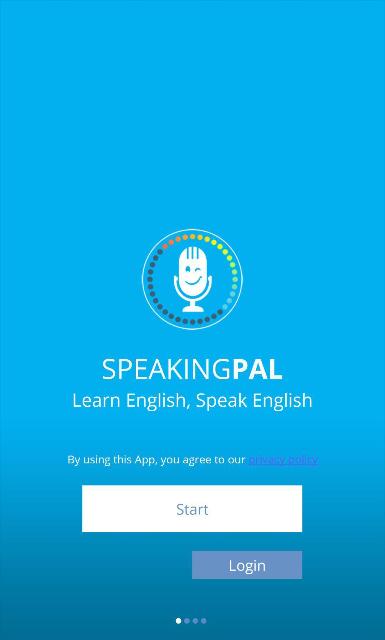 SPEAKINGPAL
Learn English, Speak English
By using this App, you agree to our privacy policy
Start
Login